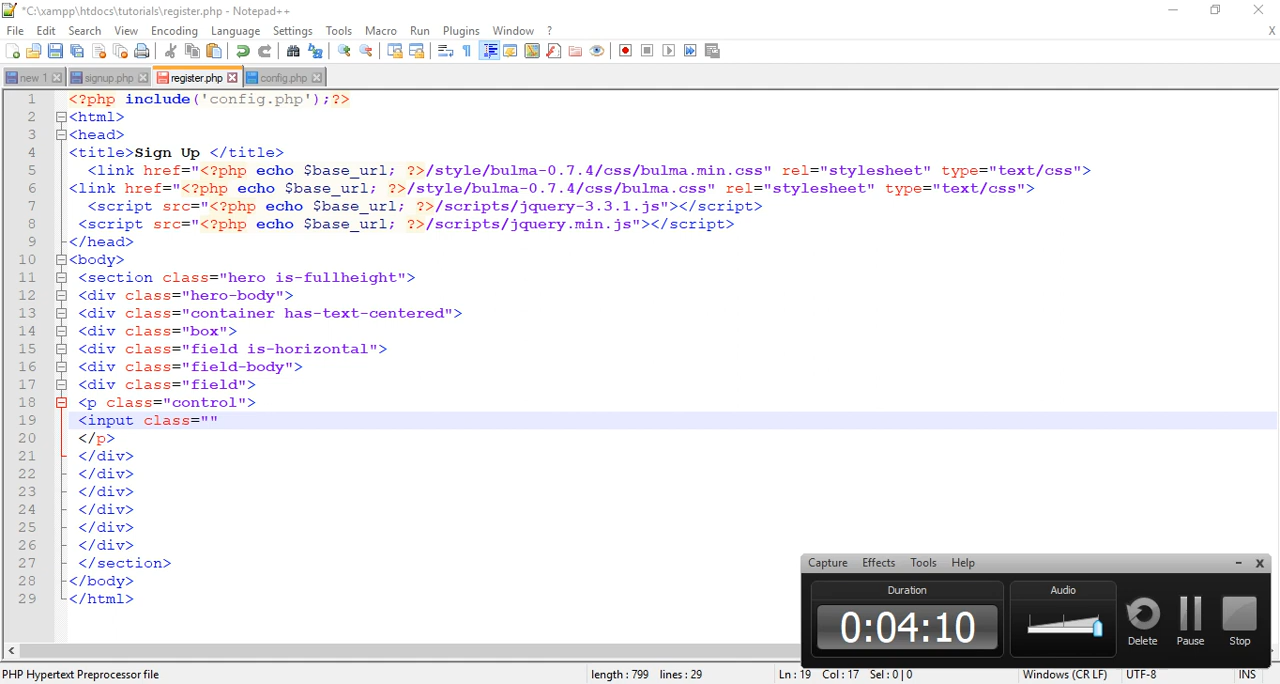 *C:\xampp\htdocs\tutorials\register.php - Notepad++
File Edit Search View Encoding Language Settings Tools Macro Run Plugins Window ? X
new 1 signup.php register.php config.php
1 <?php include('config.php');?>
2 <html>
3 <head>
4 <title>Sign Up </title>
5 <link href="<?php echo $base_url; ?>/style/bulma-0.7.4/css/bulma.min.css" rel="stylesheet" type="text/css">
6 <link href="<?php echo $base_url; ?>/style/bulma-0.7.4/css/bulma.css" rel="stylesheet" type="text/css">
7 <script src="<?php echo $base_url; ?>/scripts/jquery-3.3.1.js"></script>
8 <script src="<?php echo $base_url; ?>/scripts/jquery.min.js"></script>
9 </head>
10 <body>
11 <section class="hero is-fullheight">
12 <div class="hero-body">
13 <div class="container has-text-centered">
14 <div class="box">
15 <div class="field is-horizontal">
16 <div class="field-body">
17 <div class="field">
18 <p class="control">
19 <input class=""
20 </p>
21 </div>
22 </div>
23 </div>
24 </div>
25 </div>
26 </div>
27 </section>
28 </body>
29 </html>
Capture Effects Tools Help
Duration Audio
0:04:10
Delete Pause Stop
PHP Hypertext Preprocessor file length : 799 lines : 29 Ln : 19 Col : 17 Sel : 0 | 0 Windows (CR LF) UTF-8 INS